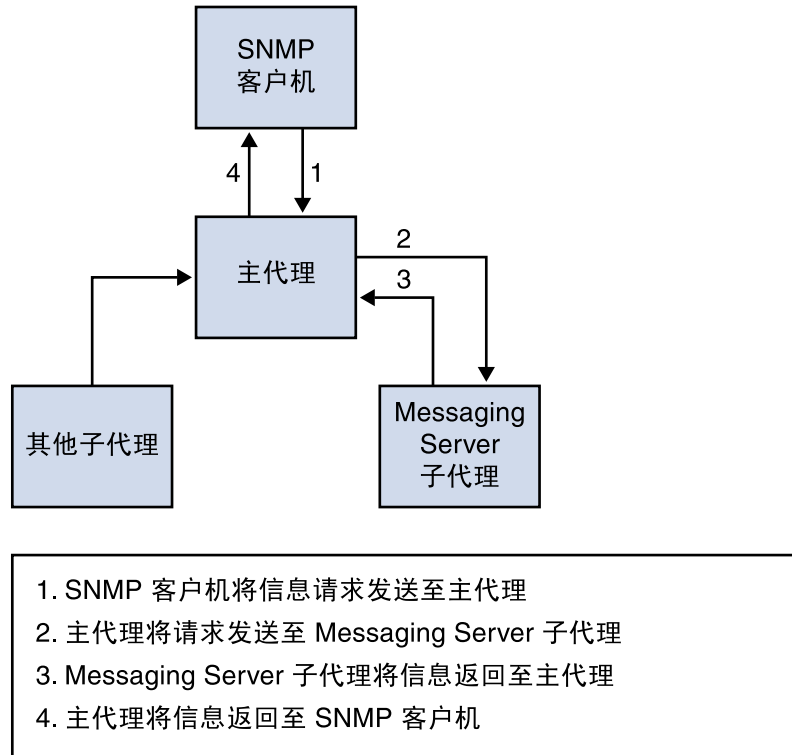 SNMP
客户机
4
1
主代理
2
3
其他子代理
Messaging
Server
子代理
1. SNMP 客户机将信息请求发送至主代理
2. 主代理将请求发送至 Messaging Server 子代理
3. Messaging Server 子代理将信息返回至主代理
4. 主代理将信息返回至 SNMP 客户机